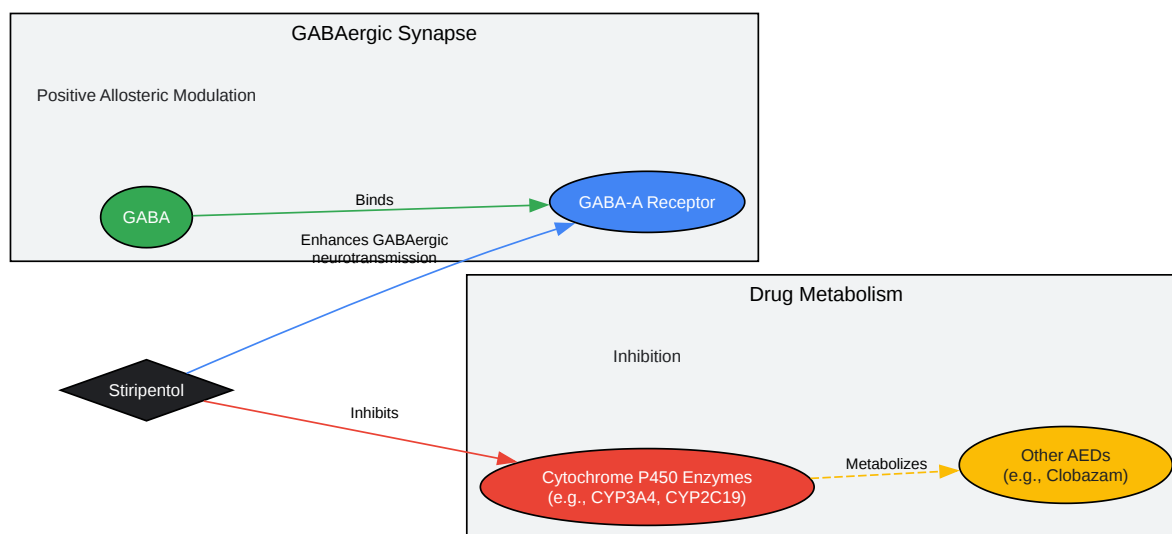 GABAergic Synapse
Positive Allosteric Modulation
GABA
Binds
GABA-A Receptor
Enhances GABAergic
neurotransmission
Drug Metabolism
Inhibition
Stiripentol
Inhibits
Cytochrome P450 Enzymes
(e.g., CYP3A4, CYP2C19)
Metabolizes
Other AEDs
(e.g., Clobazam)